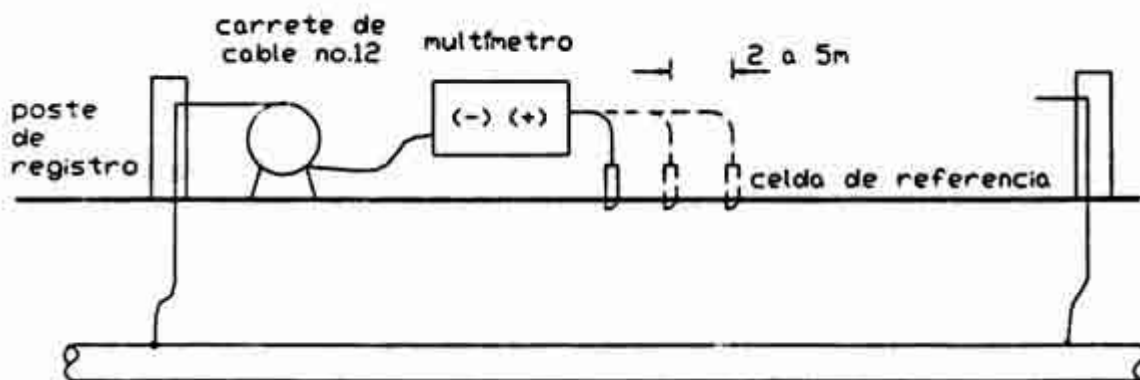 carrete de
cable no.12
multímetro
2 a 5m
poste
de
registro
(-) (+)
celda de referencia